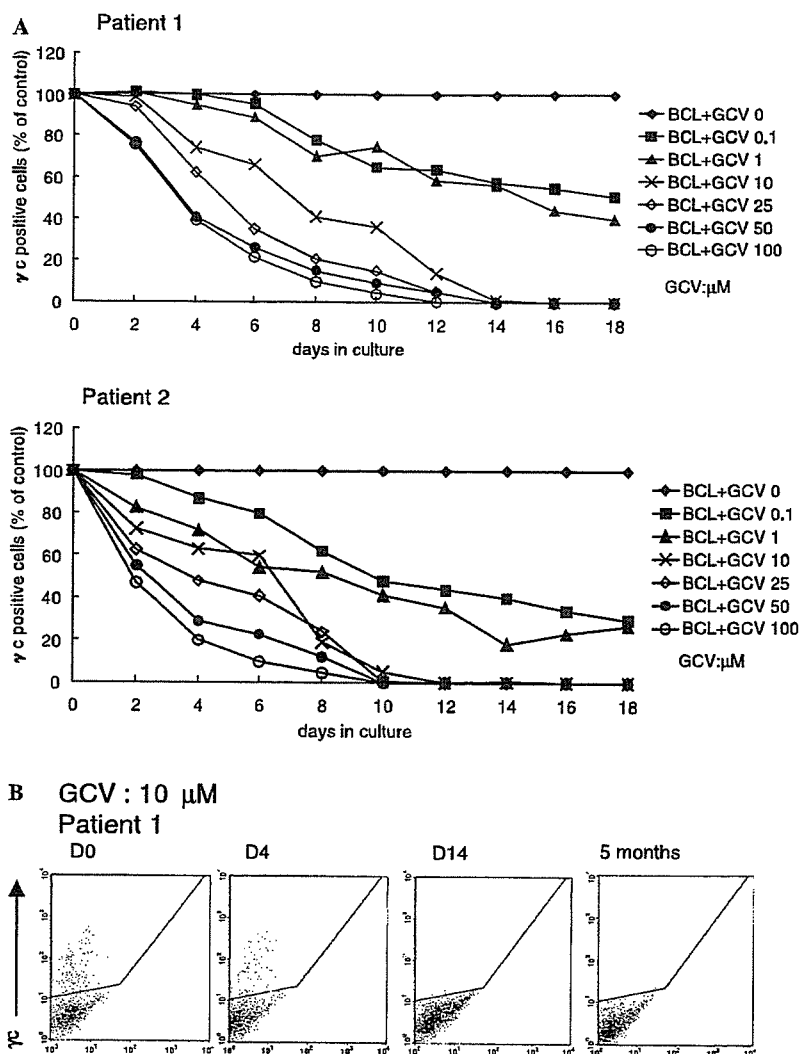 A
Patient 1
γc positive cells (% of control)
120
100
80
60
40
20
0
0 2 4 6 8 10 12 14 16 18
days in culture
BCL+GCV 0
BCL+GCV 0.1
BCL+GCV 1
BCL+GCV 10
BCL+GCV 25
BCL+GCV 50
BCL+GCV 100
GCV:μM
Patient 2
γc positive cells (% of control)
120
100
80
60
40
20
0
0 2 4 6 8 10 12 14 16 18
days in culture
BCL+GCV 0
BCL+GCV 0.1
BCL+GCV 1
BCL+GCV 10
BCL+GCV 25
BCL+GCV 50
BCL+GCV 100
GCV:μM
B
GCV : 10 μM
Patient 1
D0 D4 D14 5 months
γc